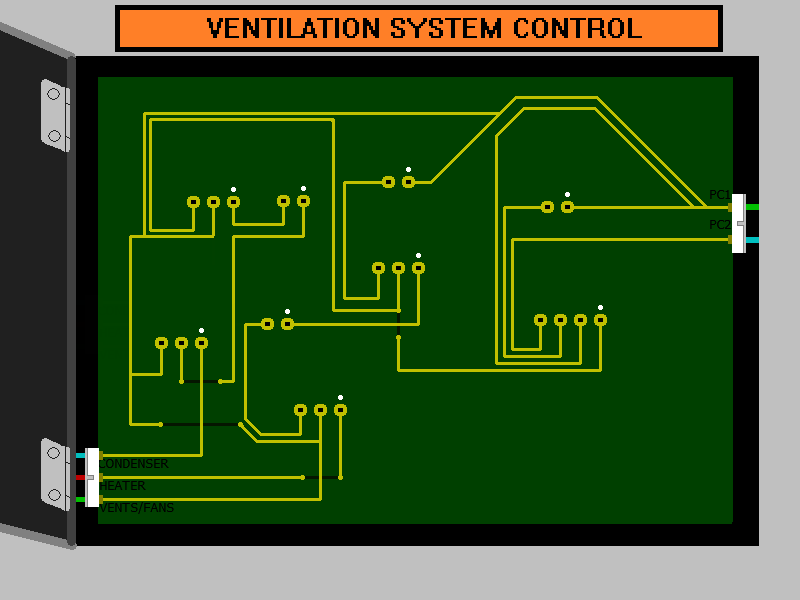 VENTILATION SYSTEM CONTROL
PC1
PC2
CONDENSER
HEATER
VENTS/FANS